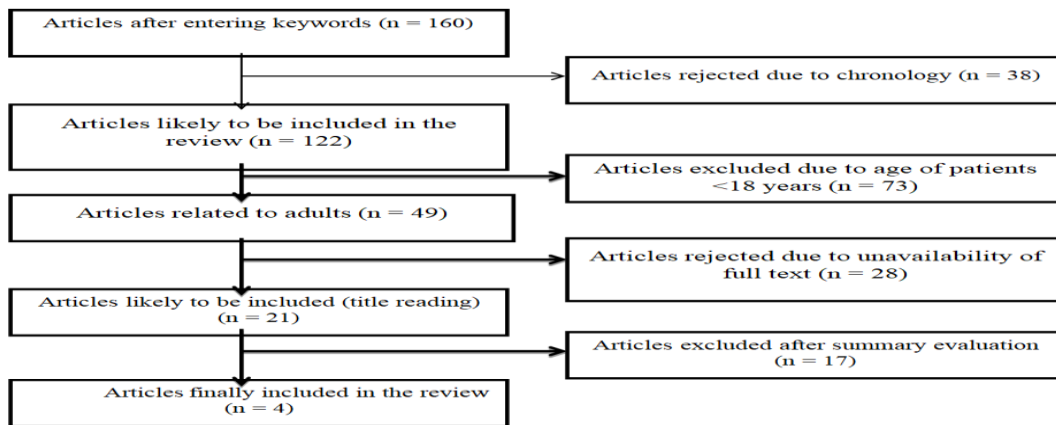 Articles after entering keywords (n = 160)
Articles rejected due to chronology (n = 38)
Articles likely to be included in the
review (n = 122)
Articles excluded due to age of patients
<18 years (n = 73)
Articles related to adults (n = 49)
Articles rejected due to unavailability of
full text (n = 28)
Articles likely to be included (title reading)
(n = 21)
Articles excluded after summary evaluation
(n = 17)
Articles finally included in the review
(n = 4)